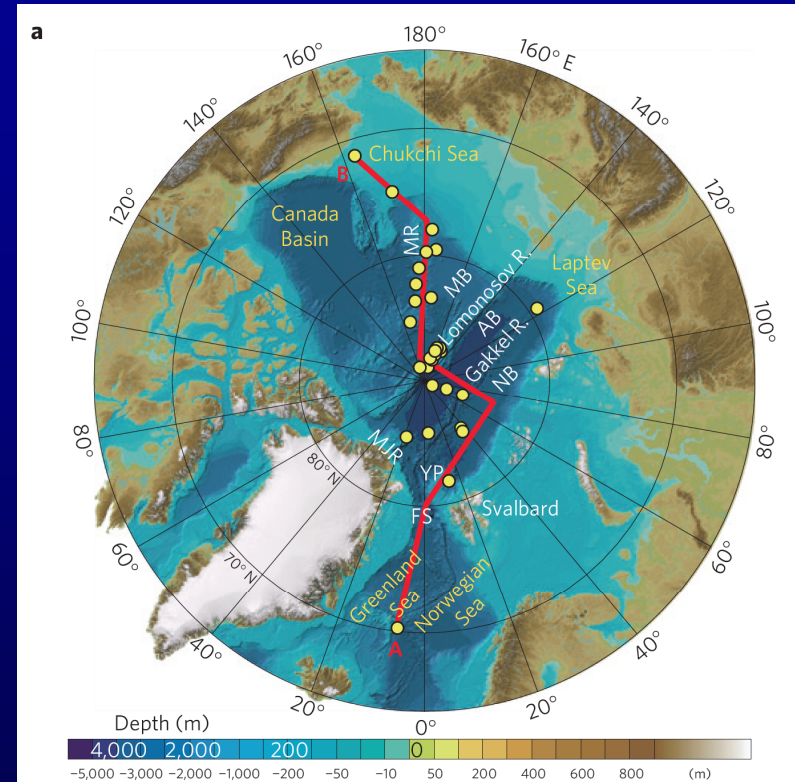 a
180°
160°
160° E
140°
140°
120°
120°
100°
100°
80°
80°
60°
60°
40°
40°
20°
20°
0°
Chukchi Sea
B
Canada
Basin
MR
MB
Lomonosov R.
Laptev
Sea
AB
Gakkel R.
NB
MJR
80° N
YP
FS
Svalbard
70° N
Greenland
Sea
Norwegian
Sea
A
Depth (m)
4,000 2,000 200 0
−5,000 −3,000 −2,000 −1,000 −200 −50 −10 50 200 400 600 800 (m)